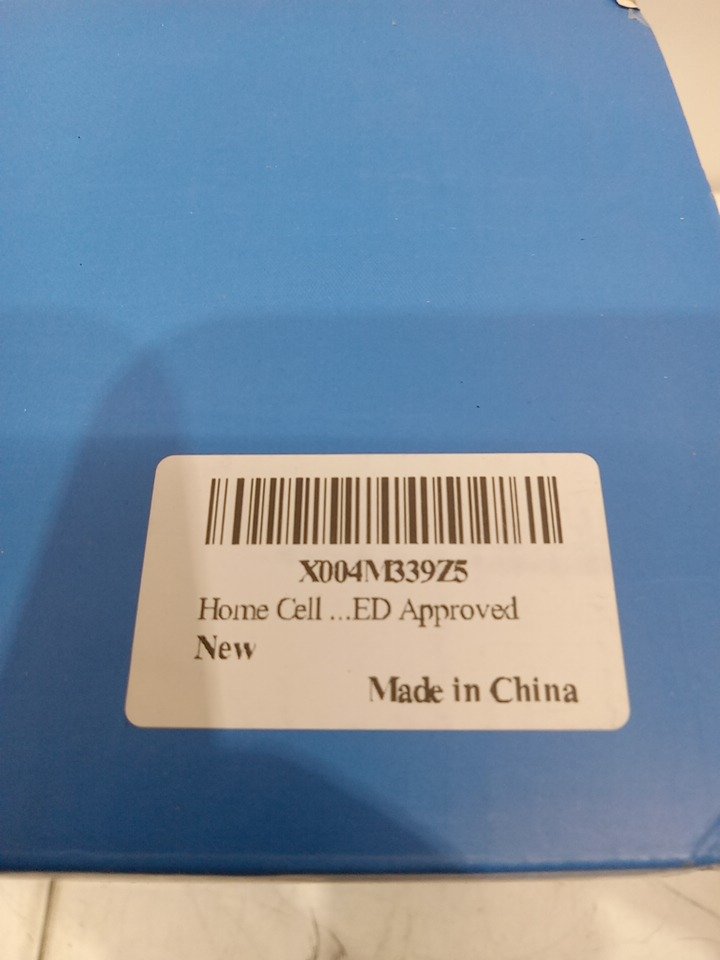 X004M339Z5
Home Cell ...ED Approved
New
Made in China